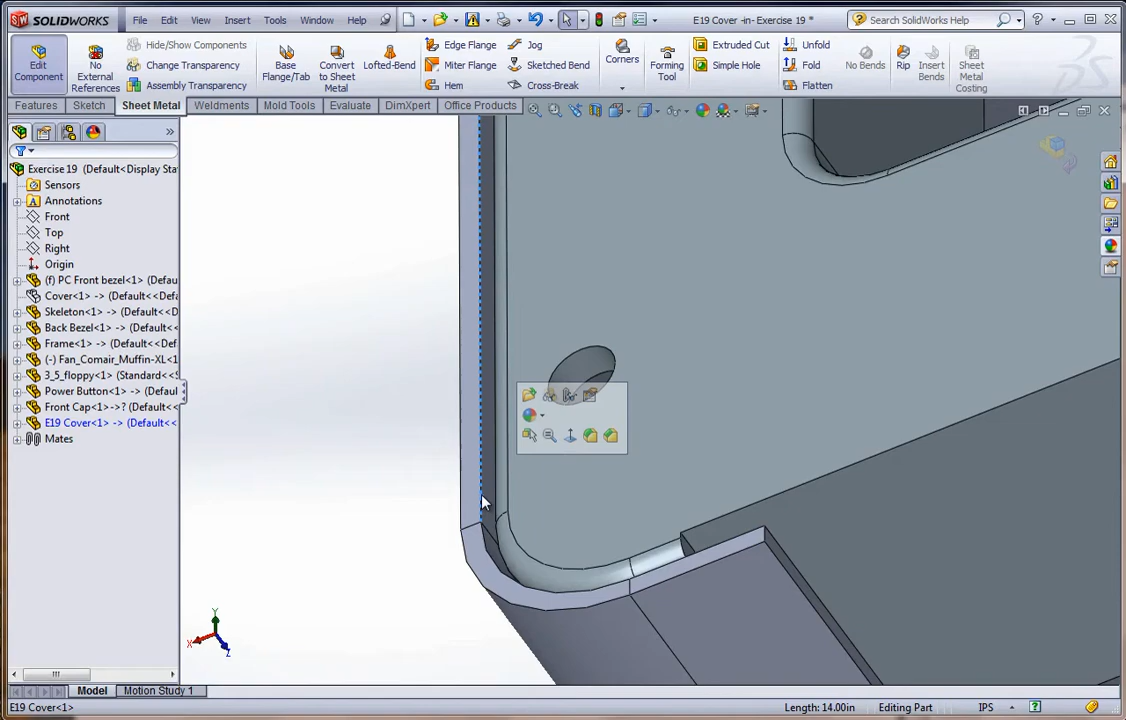 SOLIDWORKS File Edit View Insert Tools Window Help E19 Cover -in- Exercise 19 * Search SolidWorks Help
Edit Component
No External References
Hide/Show Components
Change Transparency
Assembly Transparency
Base Flange/Tab
Convert to Sheet Metal
Lofted-Bend
Edge Flange
Miter Flange
Hem
Jog
Sketched Bend
Cross-Break
Corners
Forming Tool
Extruded Cut
Simple Hole
Unfold
Fold
Flatten
No Bends
Rip
Insert Bends
Sheet Metal Costing
Features Sketch Sheet Metal Weldments Mold Tools Evaluate DimXpert Office Products
Exercise 19 (Default<Display Sta
Sensors
Annotations
Front
Top
Right
Origin
(f) PC Front bezel<1> (Defau
Cover<1> -> (Default<<Def
Skeleton<1> -> (Default<<D
Back Bezel<1> -> (Default<<
Frame<1> -> (Default<<Def
(-) Fan_Comair_Muffin-XL<1
3_5_floppy<1> (Standard<<S
Power Button<1> (Default<
Front Cap<1>->? (Default<<
E19 Cover<1> -> (Default<<
Mates
Y
X
Z
Model Motion Study 1
E19 Cover<1> Length: 14.00in Editing Part IPS